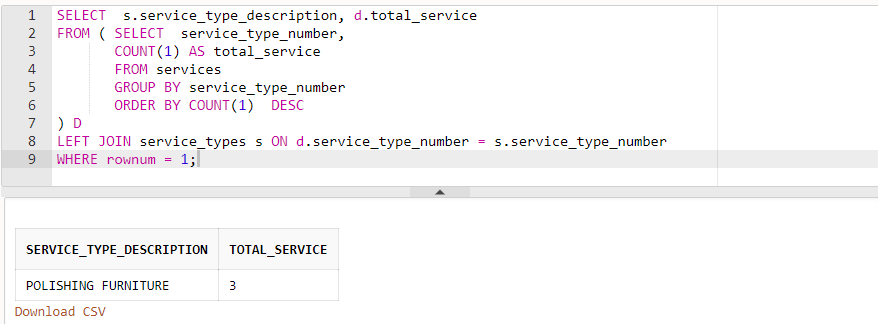 1 SELECT  s.service_type_description, d.total_service
2 FROM ( SELECT  service_type_number,
3        COUNT(1) AS total_service
4        FROM services
5        GROUP BY service_type_number
6        ORDER BY COUNT(1)  DESC
7 ) D
8 LEFT JOIN service_types s ON d.service_type_number = s.service_type_number
9 WHERE rownum = 1;
SERVICE_TYPE_DESCRIPTION TOTAL_SERVICE
POLISHING FURNITURE 3
Download CSV